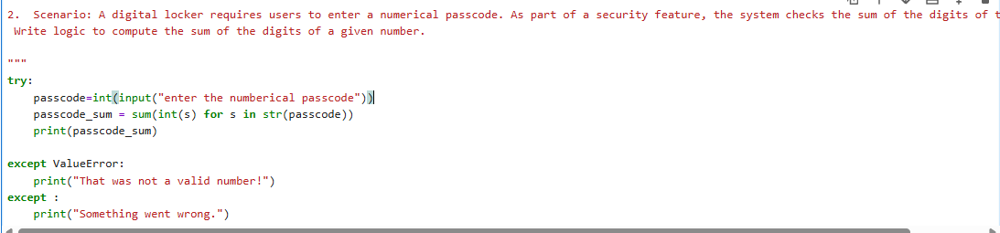 2.  Scenario: A digital locker requires users to enter a numerical passcode. As part of a security feature, the system checks the sum of the digits of t
 Write logic to compute the sum of the digits of a given number.
"""
try:
    passcode=int(input("enter the numberical passcode"))
    passcode_sum = sum(int(s) for s in str(passcode))
    print(passcode_sum)
except ValueError:
    print("That was not a valid number!")
except :
    print("Something went wrong.")